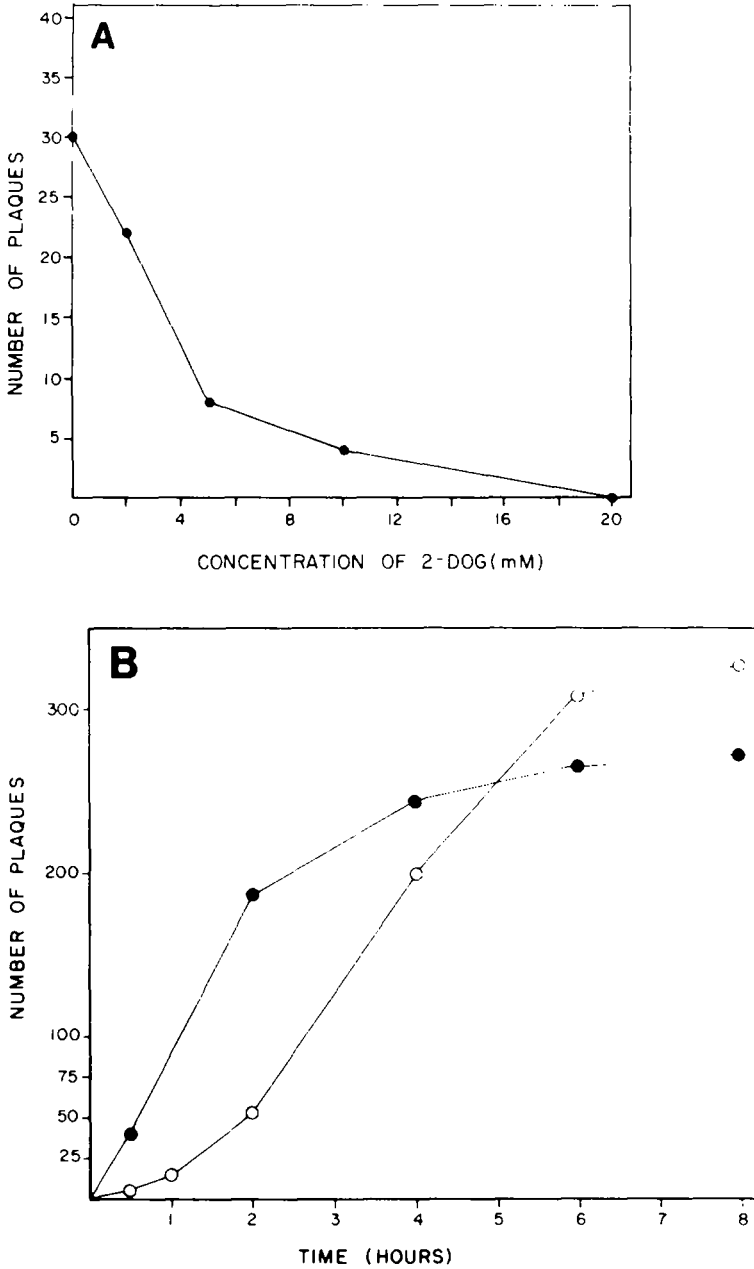 A
40
35
30
25
20
15
10
5
NUMBER OF PLAQUES
0 4 8 12 16 20
CONCENTRATION OF 2-DOG(mM)
B
300
200
100
75
50
25
NUMBER OF PLAQUES
1 2 3 4 5 6 7 8
TIME (HOURS)